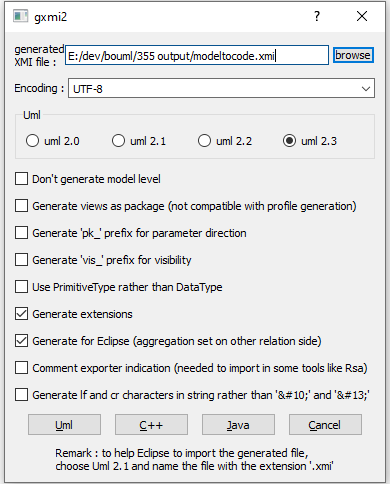 gxmi2
generated
XMI file : E:/dev/bouml/355 output/modeltocode.xmi browse
Encoding : UTF-8
Uml
uml 2.0 uml 2.1 uml 2.2 uml 2.3
Don't generate model level
Generate views as package (not compatible with profile generation)
Generate 'pk_' prefix for parameter direction
Generate 'vis_' prefix for visibility
Use PrimitiveType rather than DataType
Generate extensions
Generate for Eclipse (aggregation set on other relation side)
Comment exporter indication (needed to import in some tools like Rsa)
Generate lf and cr characters in string rather than '&#10;' and '&#13;'
Uml C++ Java Cancel
Remark : to help Eclipse to import the generated file,
choose Uml 2.1 and name the file with the extension '.xmi'